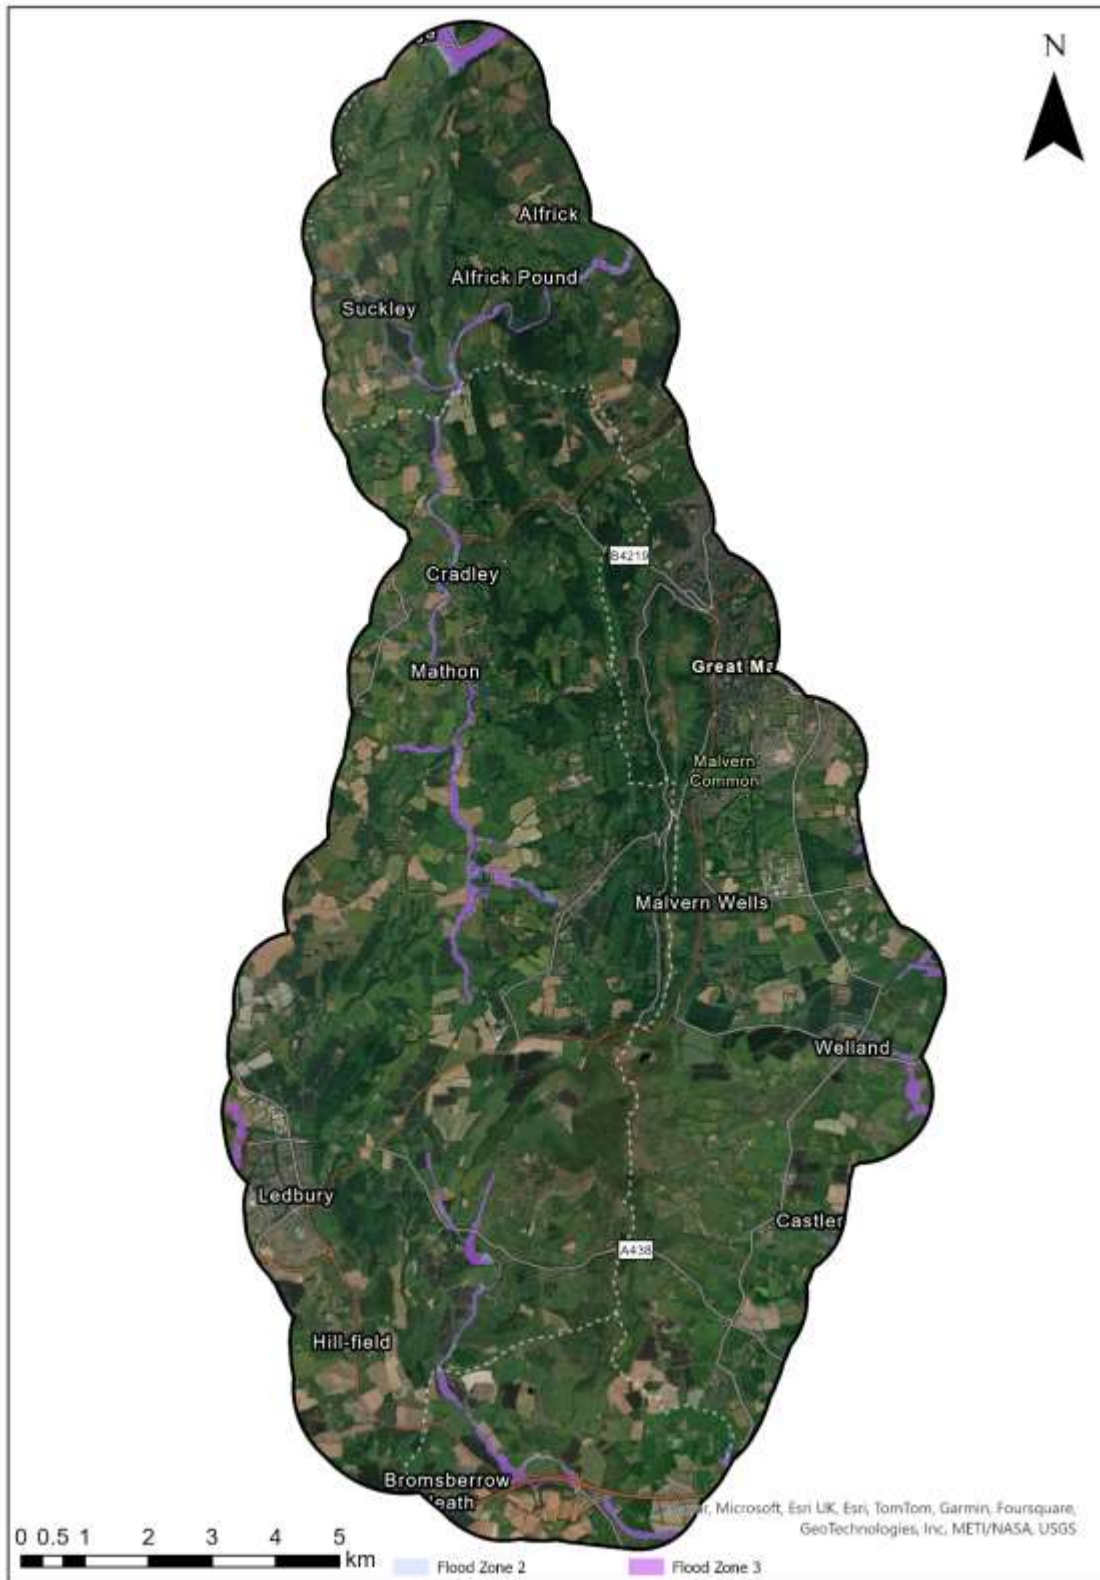 N
Alfrick
Alfrick Pound
Suckley
B4219
Cradley
Great Ma
Mathon
Malvern
Common
Malvern Wells
Welland
Ledbury
Castler
A438
Hill-field
Bromsberrow
eath
Microsoft, Esri UK, Esri, TomTom, Garmin, Foursquare,
GeoTechnologies, Inc, METI/NASA, USGS
0 0.5 1 2 3 4 5
km
Flood Zone 2
Flood Zone 3